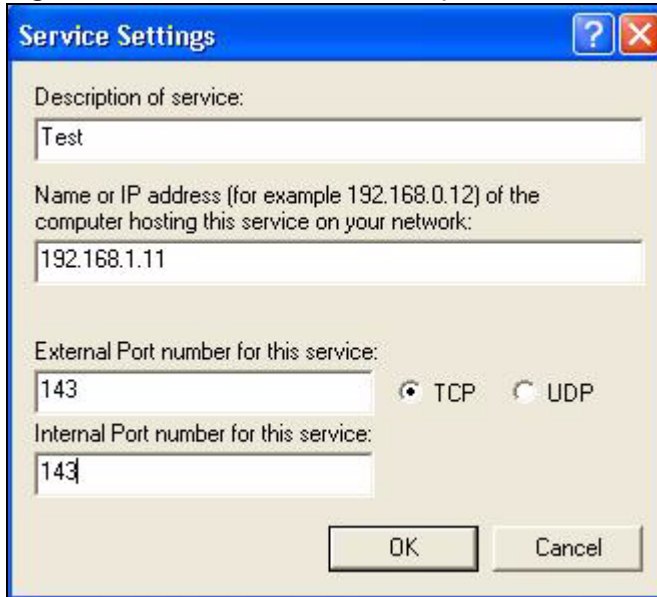 Service Settings
Description of service:
Test
Name or IP address (for example 192.168.0.12) of the
computer hosting this service on your network:
192.168.1.11
External Port number for this service:
143
TCP
UDP
Internal Port number for this service:
143
OK
Cancel